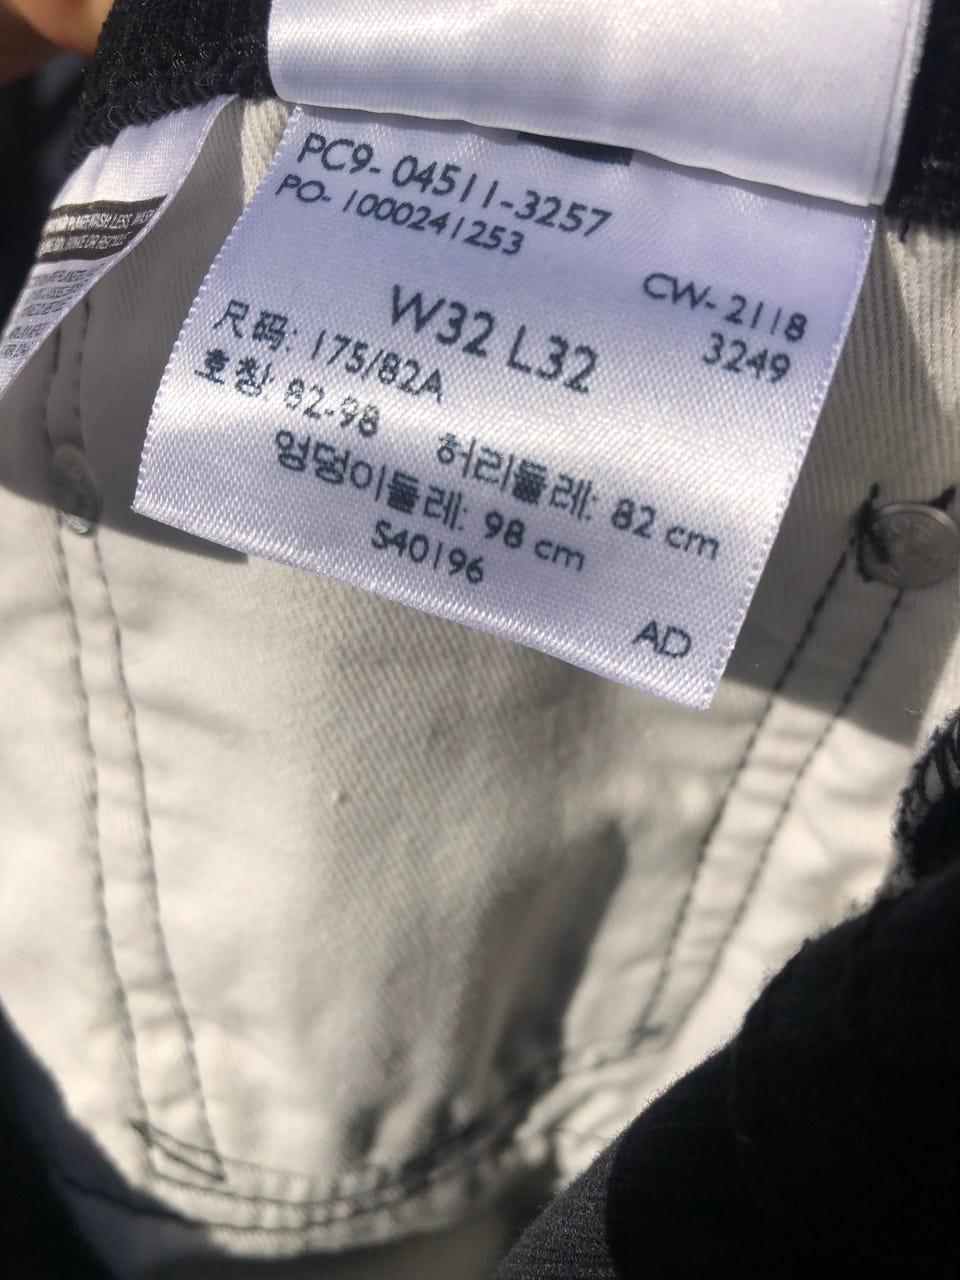 PC9-04511-3257
PO-1000241253
CW-2118
3249
W32 L32
尺码: 175/82A
호칭: 82-98
허리둘레: 82 cm
엉덩이둘레: 98 cm
S40196
AD